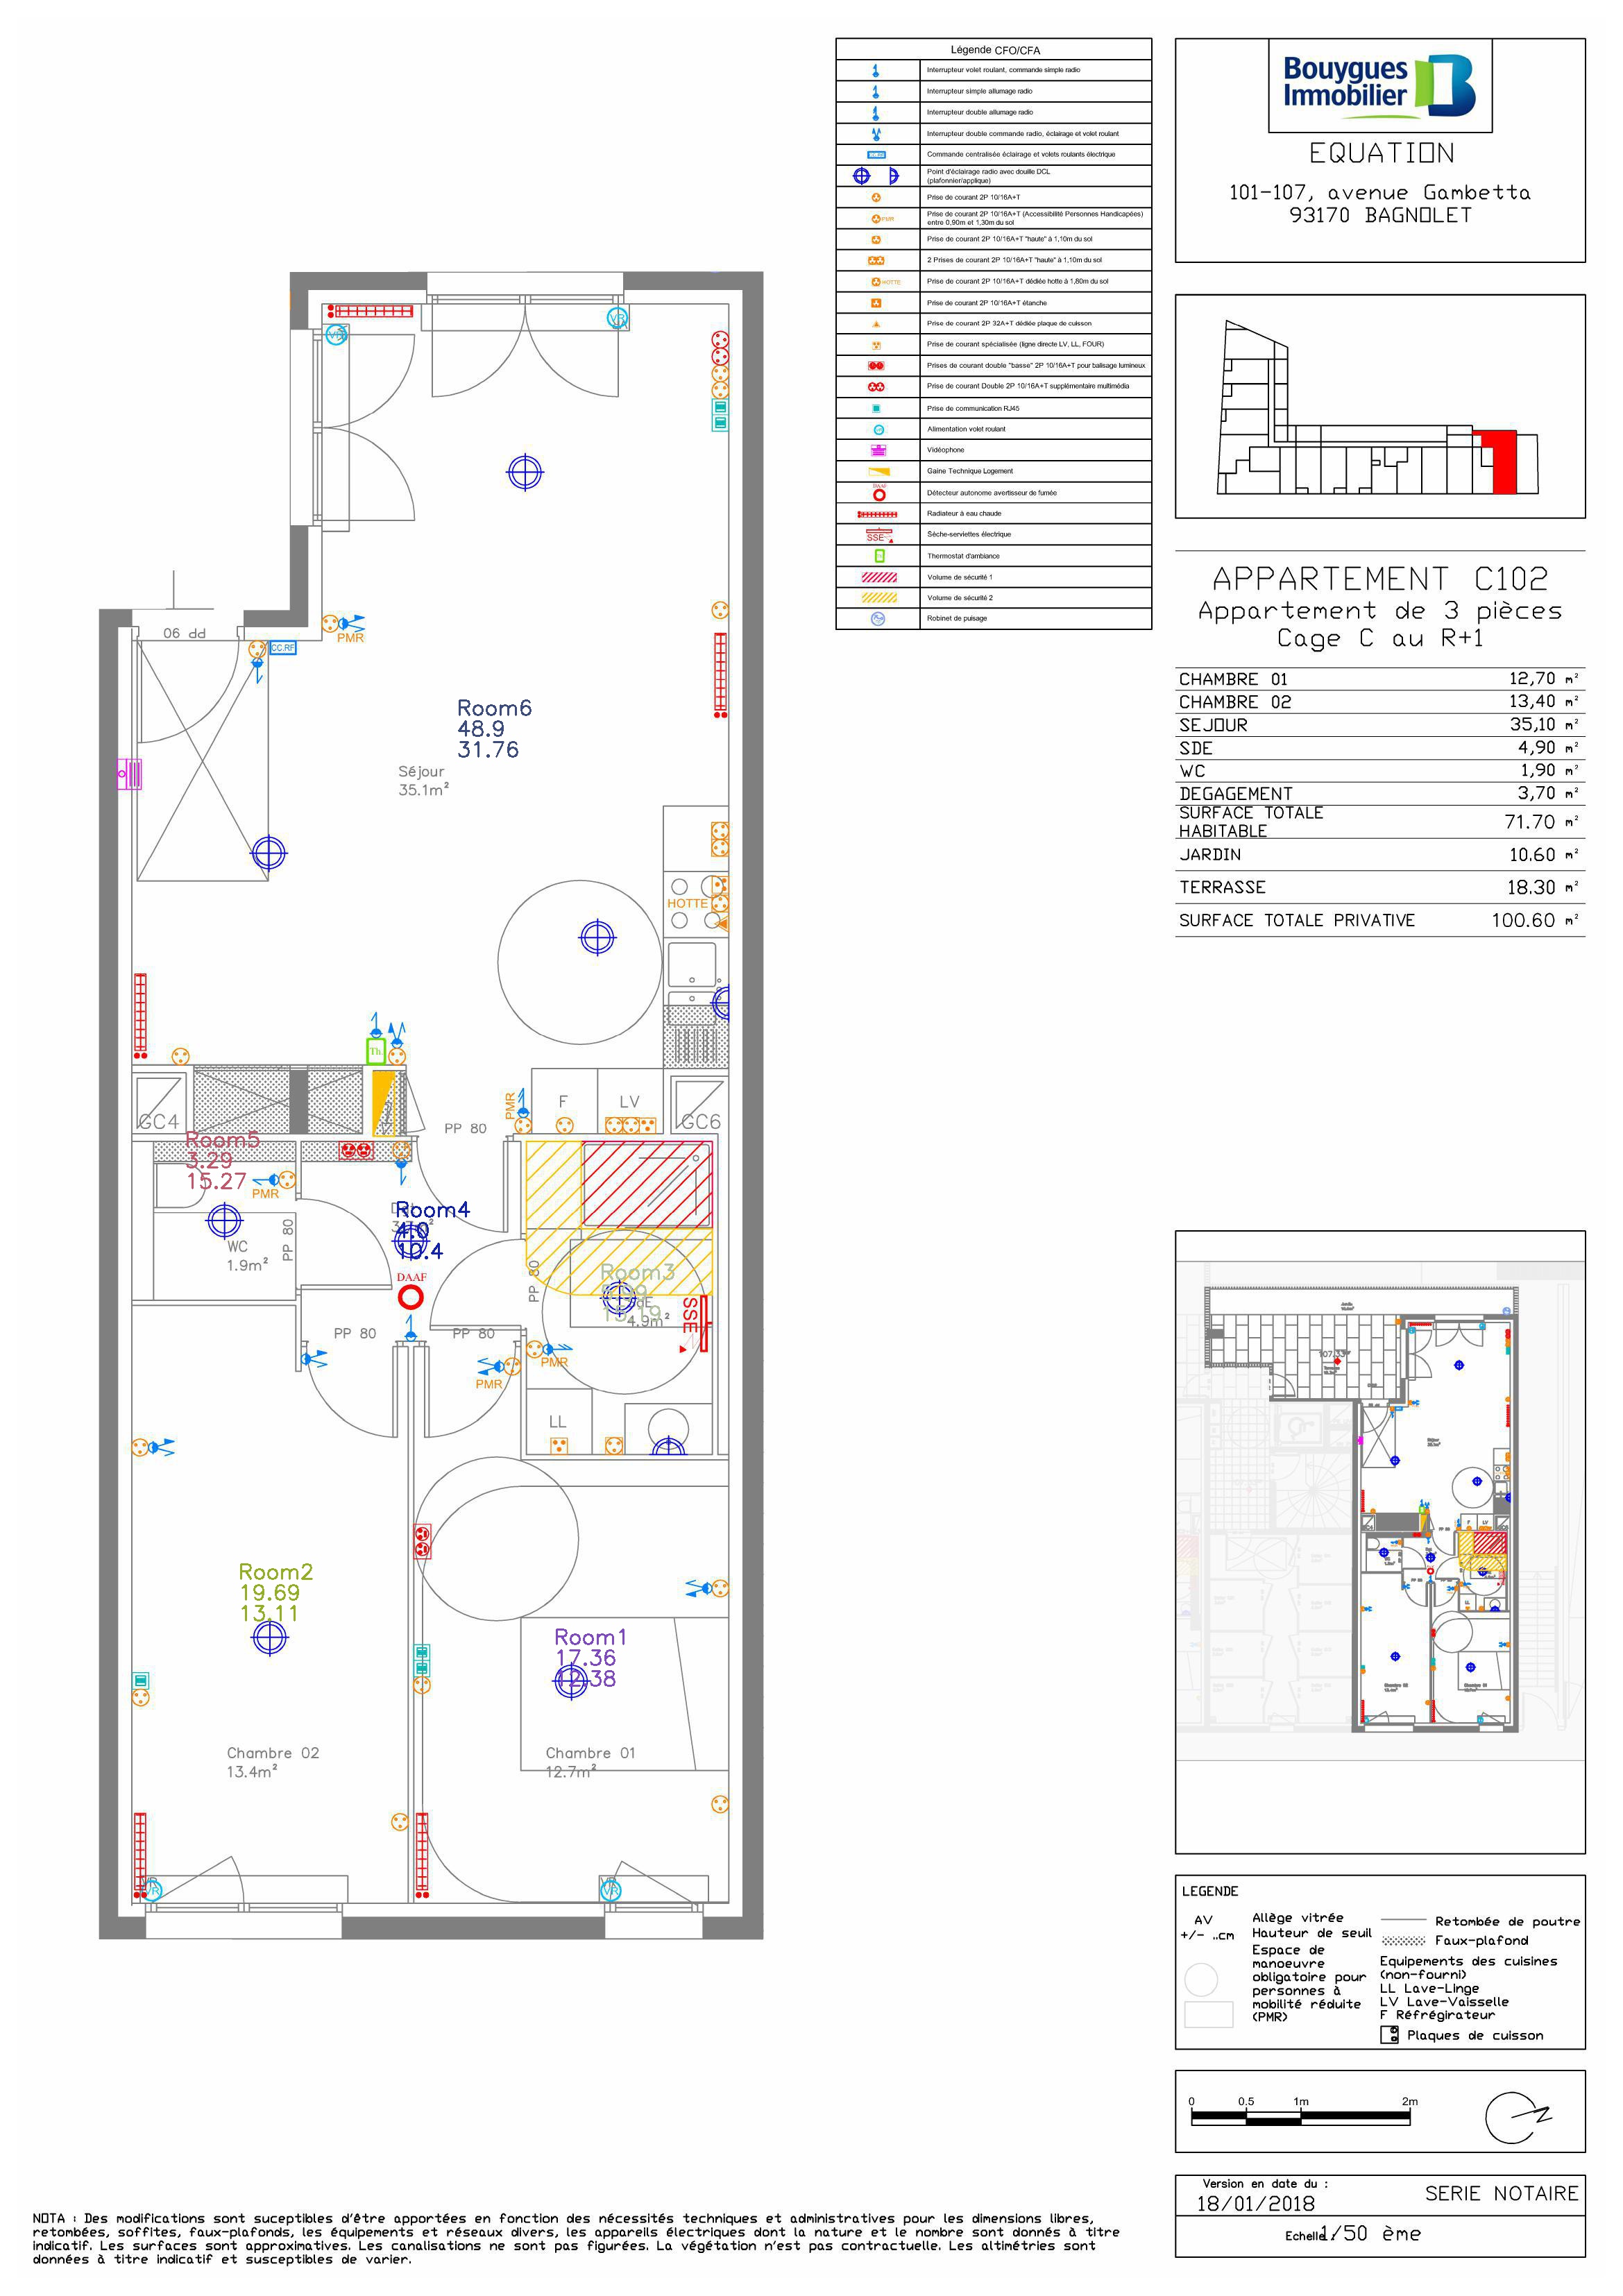 Légende CFO/CFA
Interrupteur volet roulant, commande simple radio
Interrupteur simple allumage radio
Interrupteur double allumage radio
Interrupteur double commande radio, éclairage et volet roulant
Commande centralisée éclairage et volets roulants électrique
Point d'éclairage radio avec douille DCL
(plafonnier/applique)
Prise de courant 2P 10/16A+T
PMR
Prise de courant 2P 10/16A+T (Accessibilité Personnes Handicapées)
entre 0,90m et 1,30m du sol
Prise de courant 2P 10/16A+T "haute" à 1,10m du sol
2 Prises de courant 2P 10/16A+T "haute" à 1,10m du sol
HOTTE
Prise de courant 2P 10/16A+T dédiée hotte à 1,80m du sol
Prise de courant 2P 10/16A+T étanche
Prise de courant 2P 32A+T dédiée plaque de cuisson
Prise de courant spécialisée (ligne directe LV, LL, FOUR)
Prises de courant double "basse" 2P 10/16A+T pour balisage lumineux
Prise de courant Double 2P 10/16A+T supplémentaire multimédia
Prise de communication RJ45
Alimentation volet roulant
Vidéophone
Gaine Technique Logement
DAAF
Détecteur autonome avertisseur de fumée
Radiateur à eau chaude
SSE
Sèche-serviettes électrique
Thermostat d'ambiance
Volume de sécurité 1
Volume de sécurité 2
Robinet de puisage
Bouygues
Immobilier
EQUATION
101-107, avenue Gambetta
93170 BAGNOLET
APPARTEMENT C102
Appartement de 3 pièces
Cage C au R+1
CHAMBRE 01 12,70 m²
CHAMBRE 02 13,40 m²
SEJOUR 35,10 m²
SDE 4,90 m²
WC 1,90 m²
DEGAGEMENT 3,70 m²
SURFACE TOTALE
HABITABLE 71.70 m²
JARDIN 10.60 m²
TERRASSE 18.30 m²
SURFACE TOTALE PRIVATIVE 100.60 m²
VR
VR
PP 90
CC.RF
PMR
Room6
48.9
31.76
Séjour
35.1m²
HOTTE
Th
GC4
PMR
F
LV
GC6
PP 80
Room5
3.29
15.27
PMR
WC
1.9m²
PP 80
Room4
4.0
10.4
DAAF
PP 80
PP 80
PP 80
Room3
15.19
4.9m²
SSE
PMR
PMR
LL
Room2
19.69
13.11
Room1
17.36
12.38
Chambre 02
13.4m²
Chambre 01
12.7m²
VR
VR
LEGENDE
AV Allège vitrée
+/- ..cm Hauteur de seuil
Espace de
manoeuvre
obligatoire pour
personnes à
mobilité réduite
(PMR)
Retombée de poutre
Faux-plafond
Equipements des cuisines
(non-fourni)
LL Lave-Linge
LV Lave-Vaisselle
F Réfrégirateur
Plaques de cuisson
0 0.5 1m 2m
N
Version en date du :
18/01/2018
SERIE NOTAIRE
Echelle: 1/50 ème
NOTA : Des modifications sont suceptibles d'être apportées en fonction des nécessités techniques et administratives pour les dimensions libres,
retombées, soffites, faux-plafonds, les équipements et réseaux divers, les appareils électriques dont la nature et le nombre sont donnés à titre
indicatif. Les surfaces sont approximatives. Les canalisations ne sont pas figurées. La végétation n'est pas contractuelle. Les altimétries sont
données à titre indicatif et susceptibles de varier.